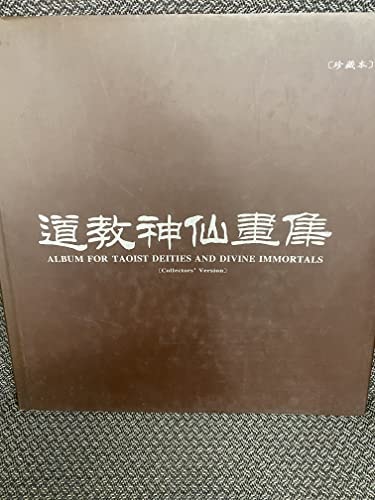 〔珍藏本〕
道教神仙畫集
ALBUM FOR TAOIST DEITIES AND DIVINE IMMORTALS
〔Collectors' Version〕